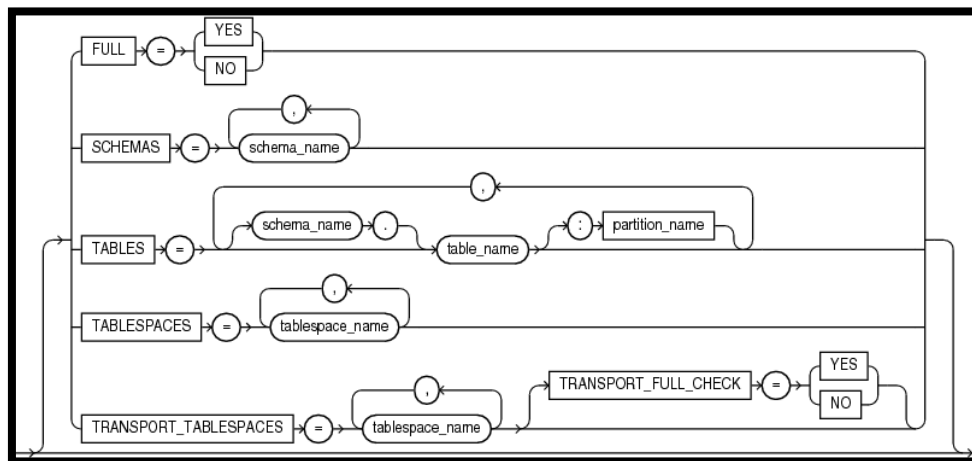 YES
FULL =
NO
,
SCHEMAS = schema_name
,
schema_name . : partition_name
TABLES = table_name
,
TABLESPACES = tablespace_name
YES
TRANSPORT_FULL_CHECK =
, NO
TRANSPORT_TABLESPACES = tablespace_name